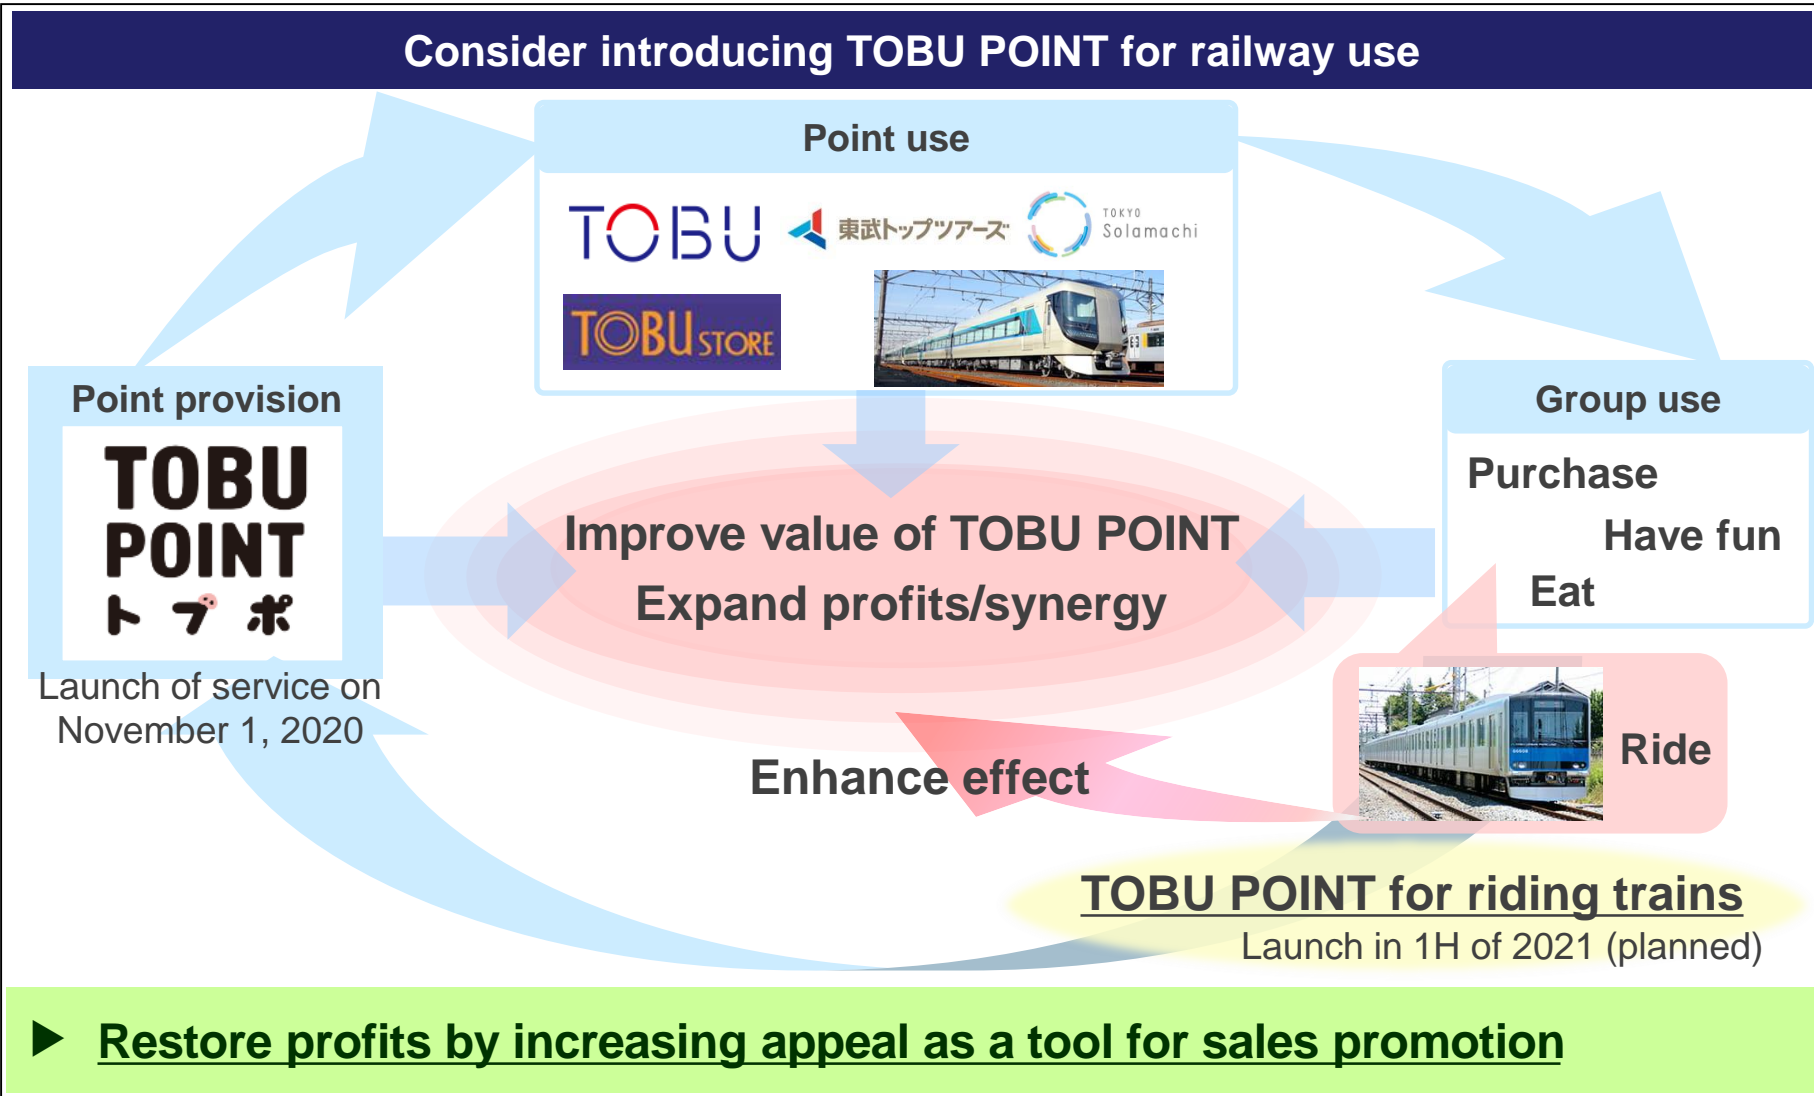 Consider introducing TOBU POINT for railway use
Point use
TOBU
東武トップツアーズ
TOKYO
Solamachi
TOBU STORE
Point provision
TOBU
POINT
トブポ
Launch of service on
November 1, 2020
Group use
Purchase
Have fun
Eat
Improve value of TOBU POINT
Expand profits/synergy
Enhance effect
Ride
TOBU POINT for riding trains
Launch in 1H of 2021 (planned)
▶ Restore profits by increasing appeal as a tool for sales promotion